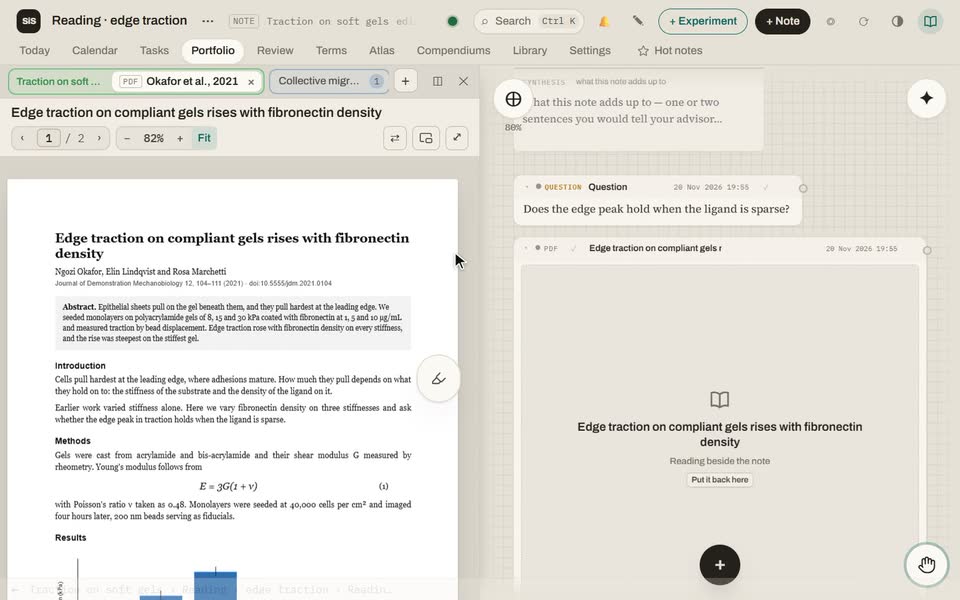 SiS Reading · edge traction ··· NOTE Traction on soft gels Search Ctrl K + Experiment + Note
Today Calendar Tasks Portfolio Review Terms Atlas Compendiums Library Settings Hot notes
Traction on soft ... PDF Okafor et al., 2021 × Collective migr... 1 +
Edge traction on compliant gels rises with fibronectin density
‹ 1 / 2 › − 82% + Fit
Edge traction on compliant gels rises with fibronectin
density
Ngozi Okafor, Elin Lindqvist and Rosa Marchetti
Journal of Demonstration Mechanobiology 12, 104–111 (2021) · doi:10.5555/jdm.2021.0104
Abstract. Epithelial sheets pull on the gel beneath them, and they pull hardest at the leading edge. We
seeded monolayers on polyacrylamide gels of 8, 15 and 30 kPa coated with fibronectin at 1, 5 and 10 µg/mL
and measured traction by bead displacement. Edge traction rose with fibronectin density on every stiffness,
and the rise was steepest on the stiffest gel.
Introduction
Cells pull hardest at the leading edge, where adhesions mature. How much they pull depends on what
they hold on to: the stiffness of the substrate and the density of the ligand on it.
Earlier work varied stiffness alone. Here we vary fibronectin density on three stiffnesses and ask
whether the edge peak in traction holds when the ligand is sparse.
Methods
Gels were cast from acrylamide and bis-acrylamide and their shear modulus G measured by
rheometry. Young's modulus follows from
E = 3G(1 + ν) (1)
with Poisson's ratio ν taken as 0.48. Monolayers were seeded at 40,000 cells per cm² and imaged
four hours later, 200 nm beads serving as fiducials.
Results
← Traction on soft gels › Reading · edge traction › Readin…
SYNTHESIS what this note adds up to
hat this note adds up to — one or two
sentences you would tell your advisor...
80%
QUESTION Question 20 Nov 2026 19:55 ✓
Does the edge peak hold when the ligand is sparse?
PDF ✓ Edge traction on compliant gels r 20 Nov 2026 19:55
Edge traction on compliant gels rises with fibronectin
density
Reading beside the note
Put it back here
+